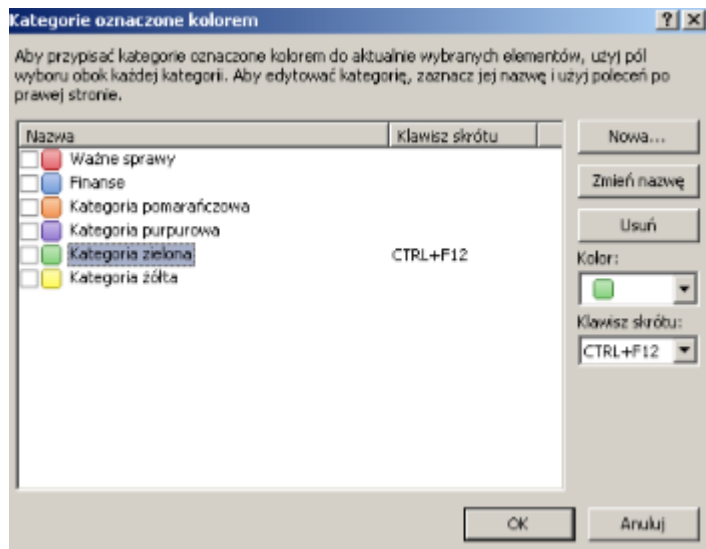 Kategorie oznaczone kolorem
Aby przypisać kategorie oznaczone kolorem do aktualnie wybranych elementów, użyj pól
wyboru obok każdej kategorii. Aby edytować kategorię, zaznacz jej nazwę i użyj poleceń po
prawej stronie.
Nazwa Klawisz skrótu
Nowa...
Ważne sprawy
Finanse
Zmień nazwę
Kategoria pomarańczowa
Kategoria purpurowa
Usuń
Kategoria zielona CTRL+F12
Kolor:
Kategoria żółta
Klawisz skrótu:
CTRL+F12
OK Anuluj